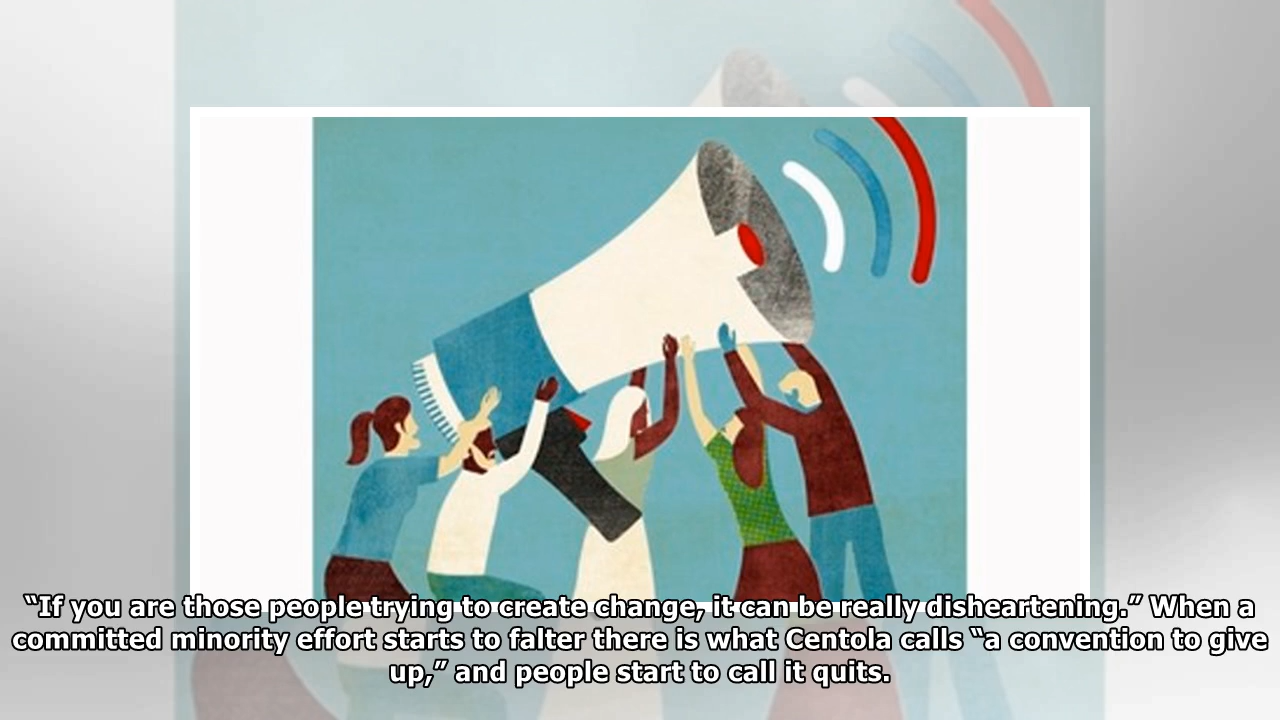 “If you are those people trying to create change, it can be really disheartening.” When a
committed minority effort starts to falter there is what Centola calls “a convention to give
up,” and people start to call it quits.